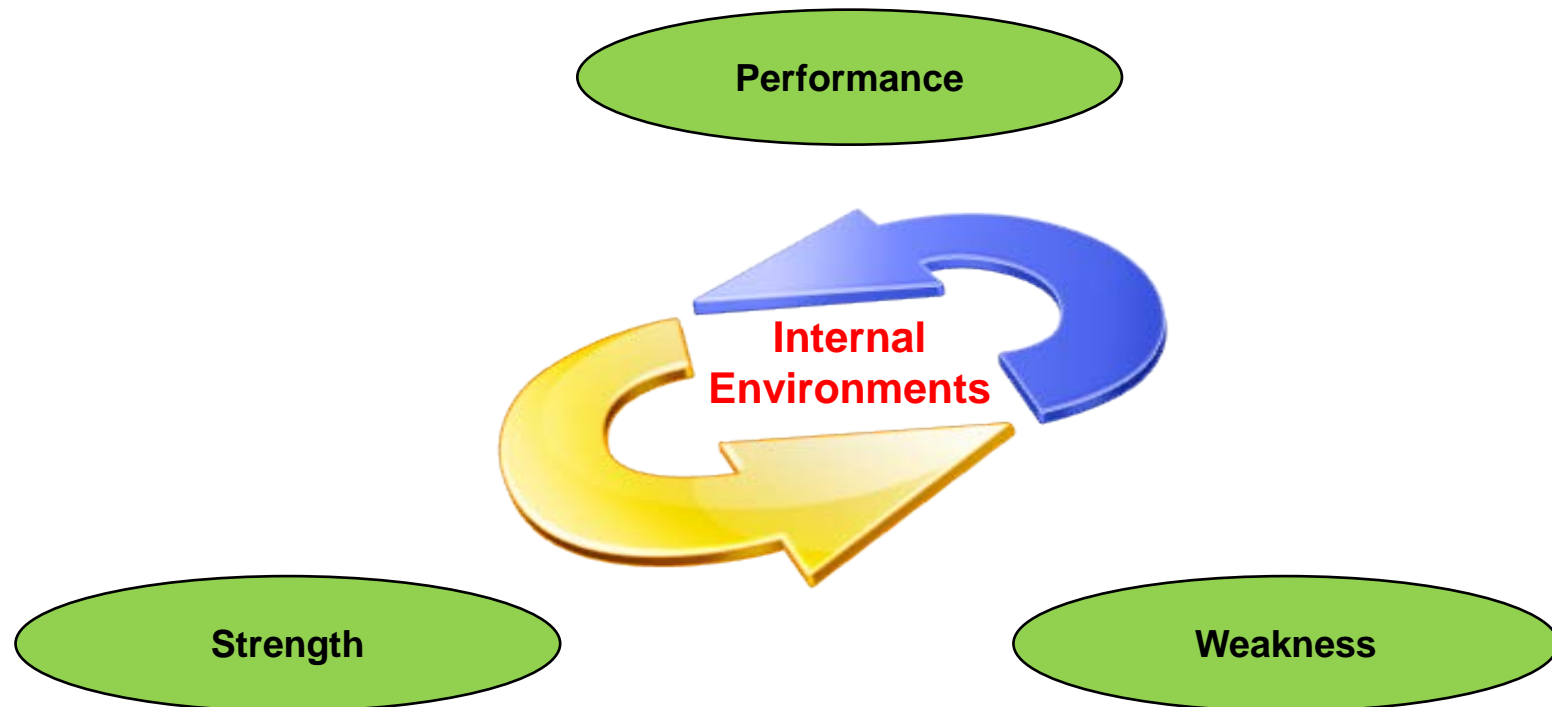 Performance
Internal
Environments
Strength
Weakness